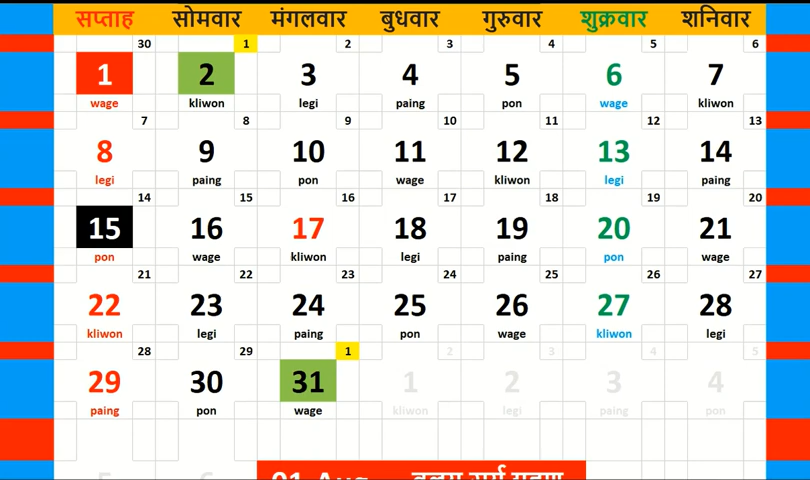 सप्ताह सोमवार मंगलवार बुधवार गुरुवार शुक्रवार शनिवार
30 1 2 3 4 5 6
1 2 3 4 5 6 7
wage kliwon legi paing pon wage kliwon
7 8 9 10 11 12 13
8 9 10 11 12 13 14
legi paing pon wage kliwon legi paing
14 15 16 17 18 19 20
15 16 17 18 19 20 21
pon wage kliwon legi paing pon wage
21 22 23 24 25 26 27
22 23 24 25 26 27 28
kliwon legi paing pon wage kliwon legi
28 29 1 2 3 4 5
29 30 31 1 2 3 4
paing pon wage kliwon legi paing pon
5 6 01 Aug